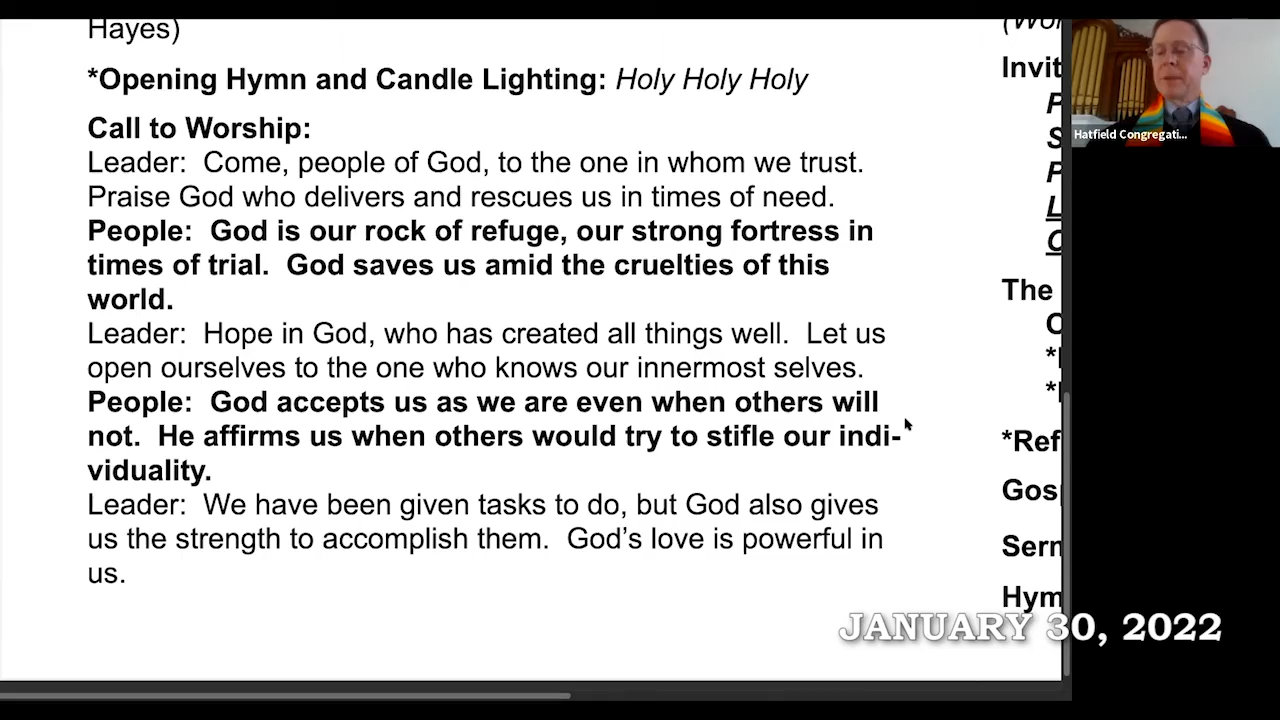 Hayes)
*Opening Hymn and Candle Lighting: Holy Holy Holy
Call to Worship:
Leader:  Come, people of God, to the one in whom we trust.
Praise God who delivers and rescues us in times of need.
People:  God is our rock of refuge, our strong fortress in
times of trial.  God saves us amid the cruelties of this
world.
Leader:  Hope in God, who has created all things well.  Let us
open ourselves to the one who knows our innermost selves.
People:  God accepts us as we are even when others will
not.  He affirms us when others would try to stifle our indi-
viduality.
Leader:  We have been given tasks to do, but God also gives
us the strength to accomplish them.  God’s love is powerful in
us.
Invit
P
S
P
L
The
*Ref
Gosp
Serm
Hym
Hatfield Congregati...
JANUARY 30, 2022